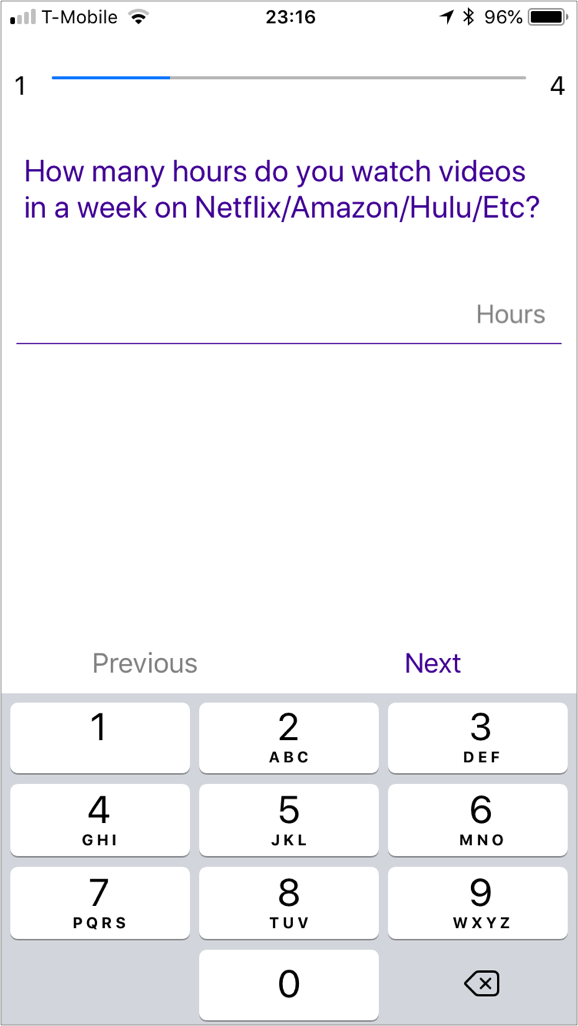 T-Mobile 23:16 96%
1 4
How many hours do you watch videos
in a week on Netflix/Amazon/Hulu/Etc?
Hours
Previous Next
1 2 3
ABC DEF
4 5 6
GHI JKL MNO
7 8 9
PQRS TUV WXYZ
0